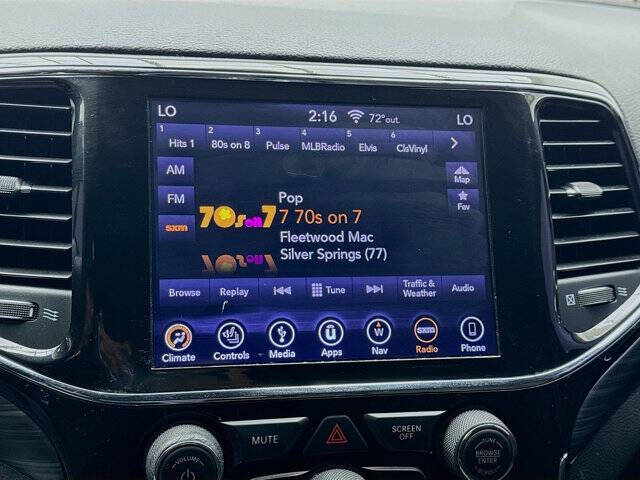 LO 2:16 72°out. LO
1 2 3 4 5 6
Hits 1 80s on 8 Pulse MLBRadio Elvis ClsVinyl
AM
Map
FM
Fav
sxm
70s on 7
Pop
7 70s on 7
Fleetwood Mac
Silver Springs (77)
Browse Replay Tune Traffic & Weather Audio
Climate Controls Media Apps Nav Radio Phone
U
W
sxm
MUTE
SCREEN
OFF
VOLUME
TUNE
BROWSE
ENTER
SCROLL